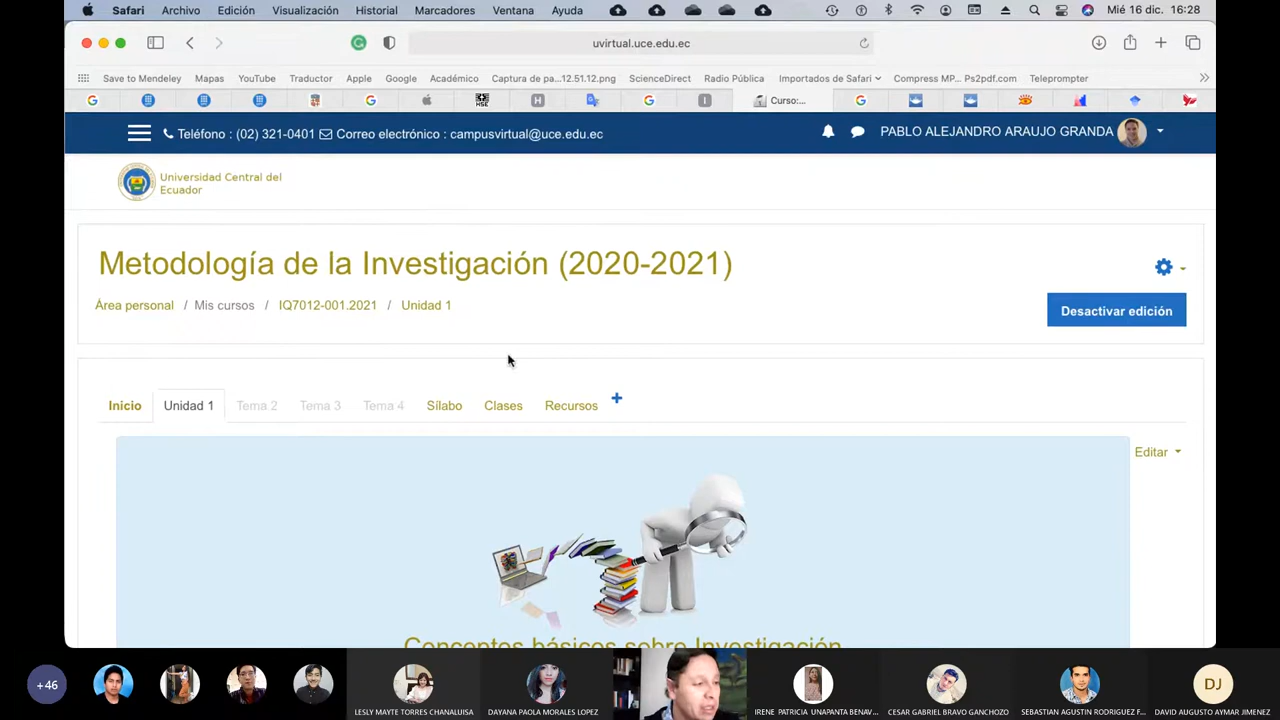 Safari Archivo Edición Visualización Historial Marcadores Ventana Ayuda Mié 16 dic. 16:28
uvirtual.uce.edu.ec
Save to Mendeley Mapas YouTube Traductor Apple Google Académico Captura de pa...12.51.12.png ScienceDirect Radio Pública Importados de Safari Compress MP... Ps2pdf.com Teleprompter
Curso:...
Teléfono : (02) 321-0401 Correo electrónico : campusvirtual@uce.edu.ec PABLO ALEJANDRO ARAUJO GRANDA
Universidad Central del
Ecuador
Metodología de la Investigación (2020-2021)
Área personal / Mis cursos / IQ7012-001.2021 / Unidad 1
Desactivar edición
Inicio Unidad 1 Tema 2 Tema 3 Tema 4 Sílabo Clases Recursos
Editar
Conceptos básicos sobre Investigación
+46
DJ
LESLY MAYTE TORRES CHANALUISA DAYANA PAOLA MORALES LOPEZ IRENE PATRICIA UNAPANTA BENAV... CESAR GABRIEL BRAVO GANCHOZO SEBASTIAN AGUSTIN RODRIGUEZ F... DAVID AUGUSTO AYMAR JIMENEZ